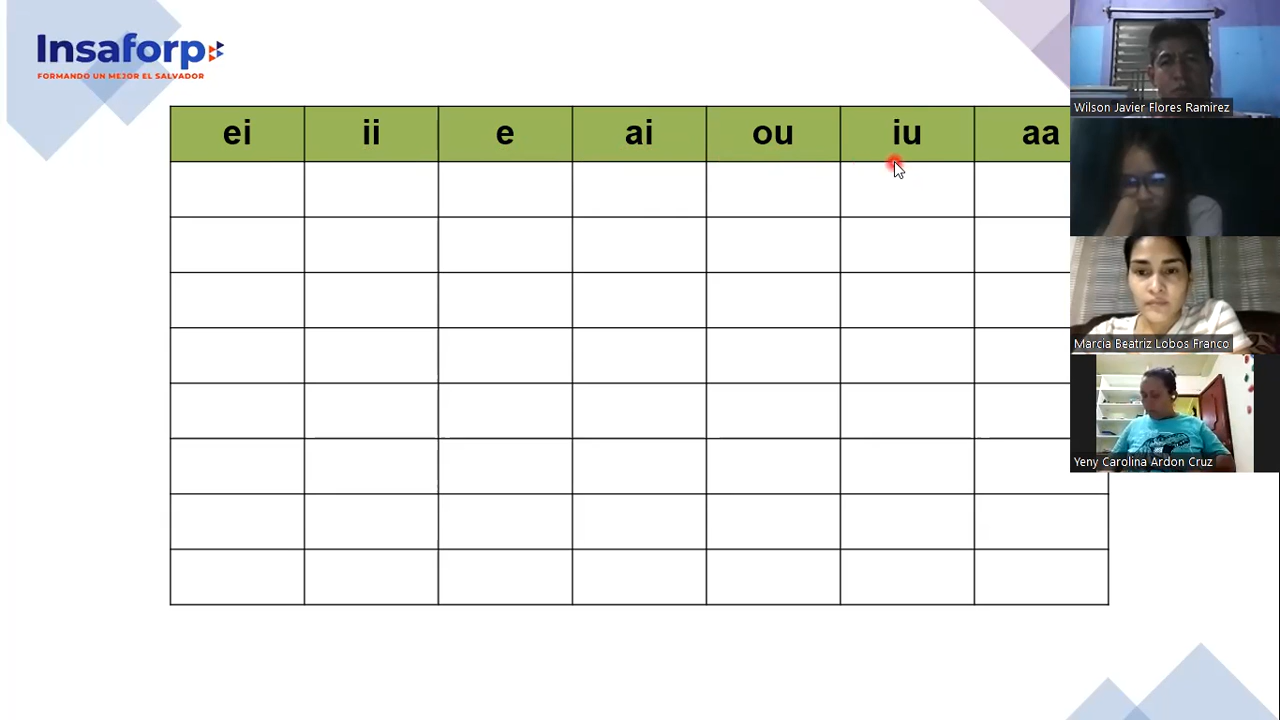 Insaforp
FORMANDO UN MEJOR EL SALVADOR
ei ii e ai ou iu aa
Wilson Javier Flores Ramirez
Marcia Beatriz Lobos Franco
Yeny Carolina Ardon Cruz